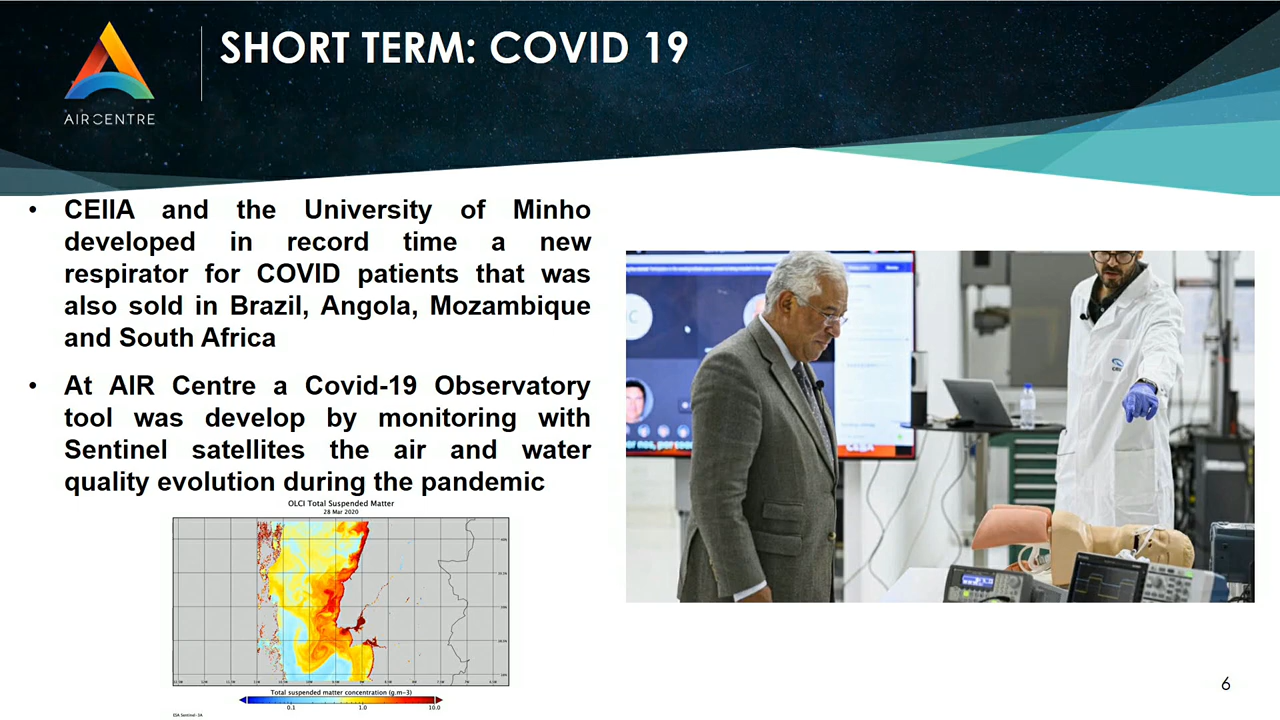 SHORT TERM: COVID 19
AIRCENTRE
• CEIIA and the University of Minho
developed in record time a new
respirator for COVID patients that was
also sold in Brazil, Angola, Mozambique
and South Africa
• At AIR Centre a Covid-19 Observatory
tool was develop by monitoring with
Sentinel satellites the air and water
quality evolution during the pandemic
OLCI Total Suspended Matter
28 Mar 2020
Total suspended matter concentration (g.m-3)
0.1 1.0 10.0
ESA Sentinel-3A
6